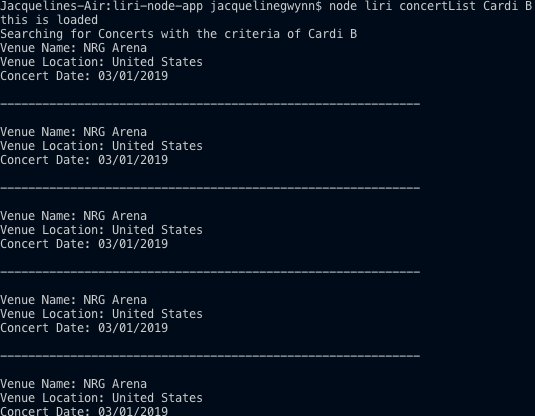 Jacquelines-Air:liri-node-app jacquelinegwynn$ node liri concertList Cardi B
this is loaded
Searching for Concerts with the criteria of Cardi B
Venue Name: NRG Arena
Venue Location: United States
Concert Date: 03/01/2019
------------------------------------------------------------
Venue Name: NRG Arena
Venue Location: United States
Concert Date: 03/01/2019
------------------------------------------------------------
Venue Name: NRG Arena
Venue Location: United States
Concert Date: 03/01/2019
------------------------------------------------------------
Venue Name: NRG Arena
Venue Location: United States
Concert Date: 03/01/2019
------------------------------------------------------------
Venue Name: NRG Arena
Venue Location: United States
Concert Date: 03/01/2019